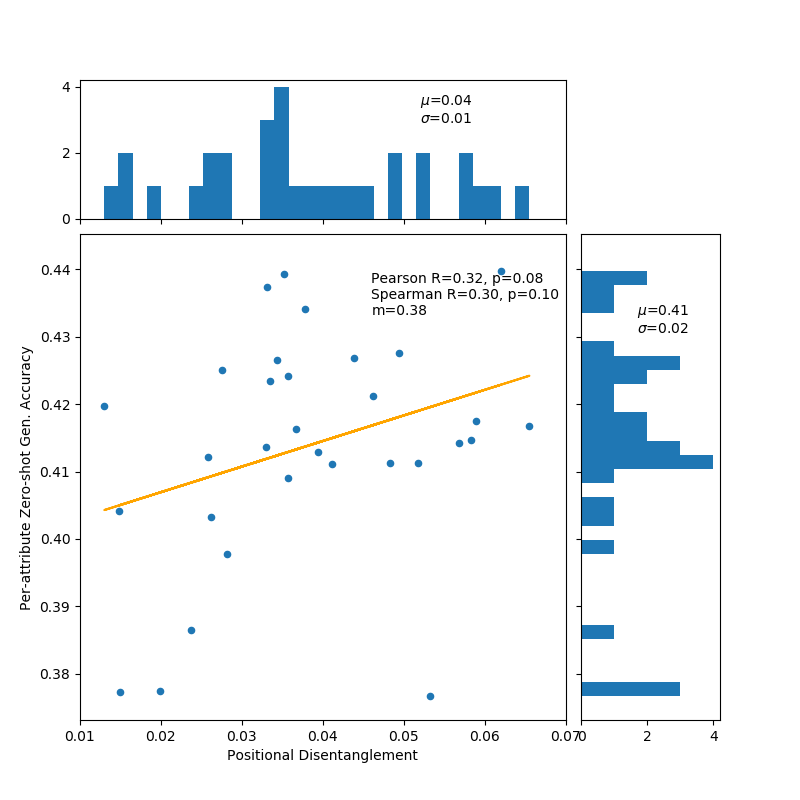 4
2
0
μ=0.04
σ=0.01
0.44
0.43
0.42
0.41
0.40
0.39
0.38
Per-attribute Zero-shot Gen. Accuracy
Pearson R=0.32, p=0.08
Spearman R=0.30, p=0.10
m=0.38
μ=0.41
σ=0.02
0.01 0.02 0.03 0.04 0.05 0.06 0.07
0 2 4
Positional Disentanglement